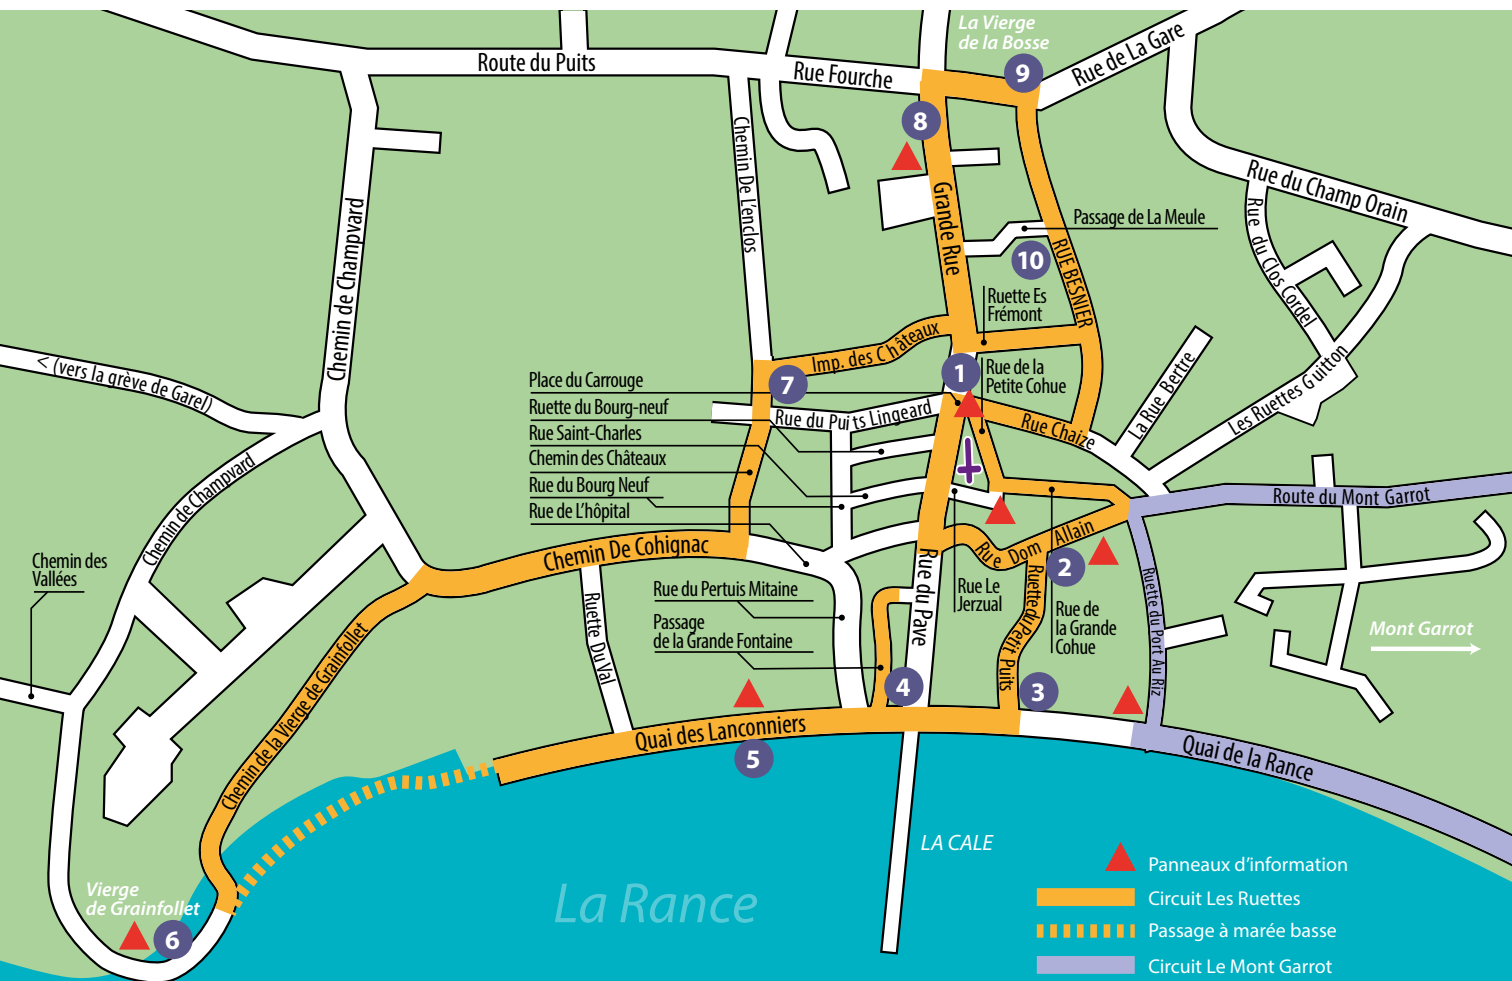 La Vierge
de la Bosse
9
Rue de La Gare
Route du Puits
Rue Fourche
8
Chemin De L'enclos
Grande Rue
Rue du Champ Orain
Passage de La Meule
Rue du Clos Cordel
10
RUE BESNIER
Chemin de Champvard
Ruette Es
Frémont
Imp. des Châteaux
< (vers la grève de Garel)
1
Rue de la
Petite Cohue
7
Place du Carrouge
Ruette du Bourg-neuf
Rue Saint-Charles
Chemin des Châteaux
Rue du Bourg Neuf
Rue de L'hôpital
Rue du Puits Lingeard
Rue Chaize
La Rue Bertre
Les Ruettes Guitton
Chemin de Champvard
Route du Mont Garrot
Chemin De Cohignac
Rue Dom Allain
2
Chemin des
Vallées
Rue du Pertuis Mitaine
Passage
de la Grande Fontaine
Ruette Du Val
Rue du Pave
Rue Le
Jerzual
Ruette du Petit Puits
Rue de
la Grande
Cohue
Ruette du Port Au Riz
Mont Garrot
Chemin de la Vierge de Grainfollet
4
3
Quai des Lanconniers
5
Quai de la Rance
LA CALE
La Rance
Vierge
de Grainfollet
6
Panneaux d'information
Circuit Les Ruettes
Passage à marée basse
Circuit Le Mont Garrot